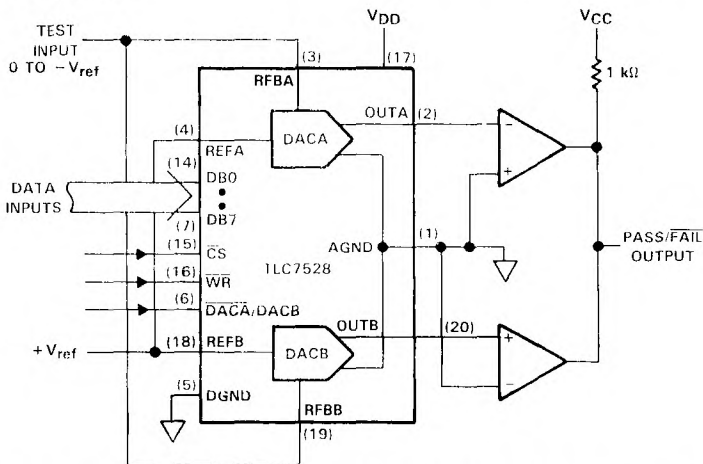 TEST
INPUT
0 TO −Vref
VDD
VCC
(3)
(17)
1 kΩ
RFBA
OUTA
(2)
DACA
−
+
(4)
REFA
(14)
DB0
DATA
INPUTS
DB7
(7)
(15)
CS
(1)
AGND
PASS/FAIL
OUTPUT
(16)
WR
TLC7528
(6)
DACA/DACB
OUTB
(20)
+
−
+Vref
(18)
REFB
DACB
(5)
DGND
RFBB
(19)